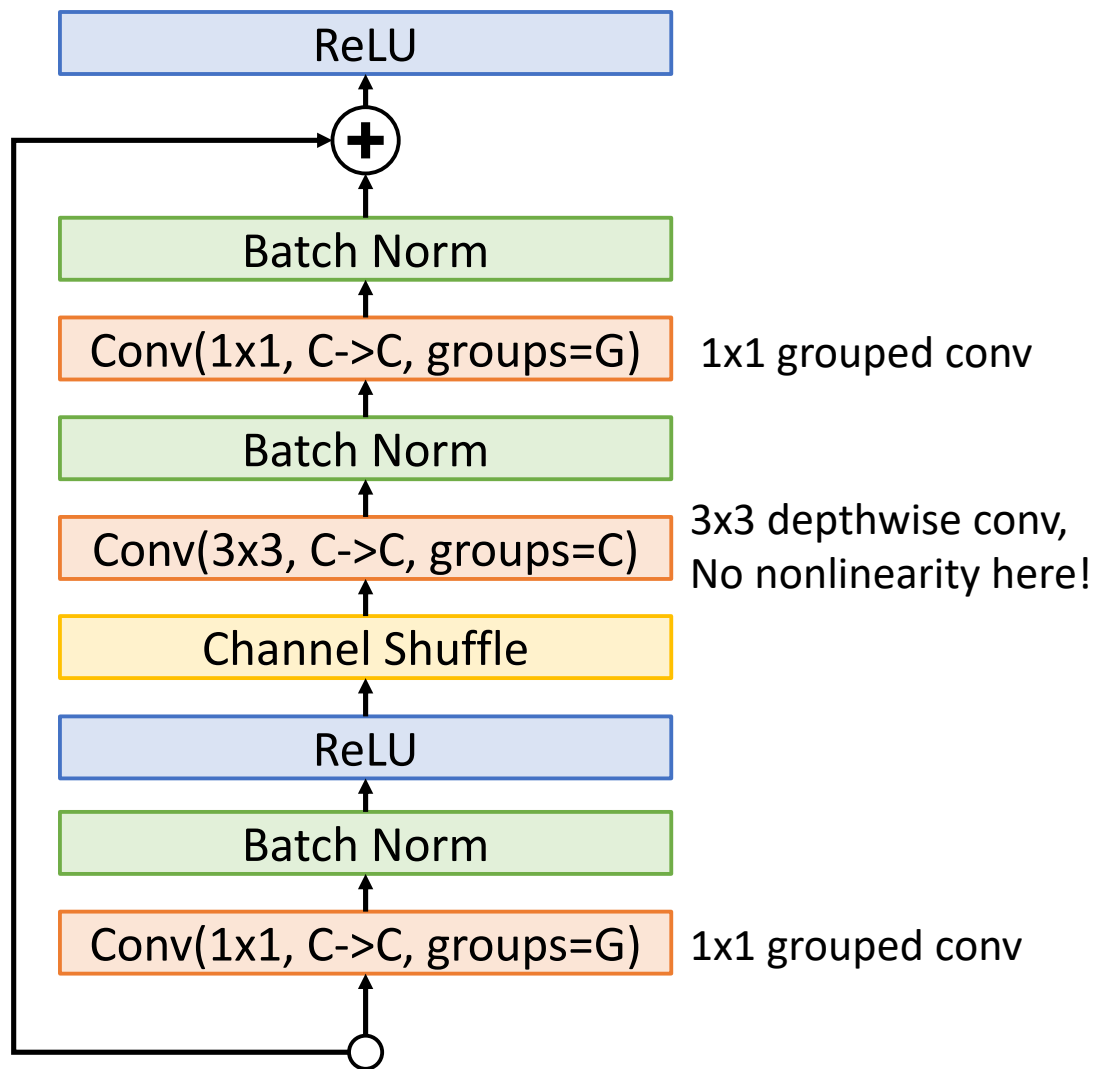 ReLU
Batch Norm
Conv(1x1, C->C, groups=G)
1x1 grouped conv
Batch Norm
Conv(3x3, C->C, groups=C)
3x3 depthwise conv,
No nonlinearity here!
Channel Shuffle
ReLU
Batch Norm
Conv(1x1, C->C, groups=G)
1x1 grouped conv